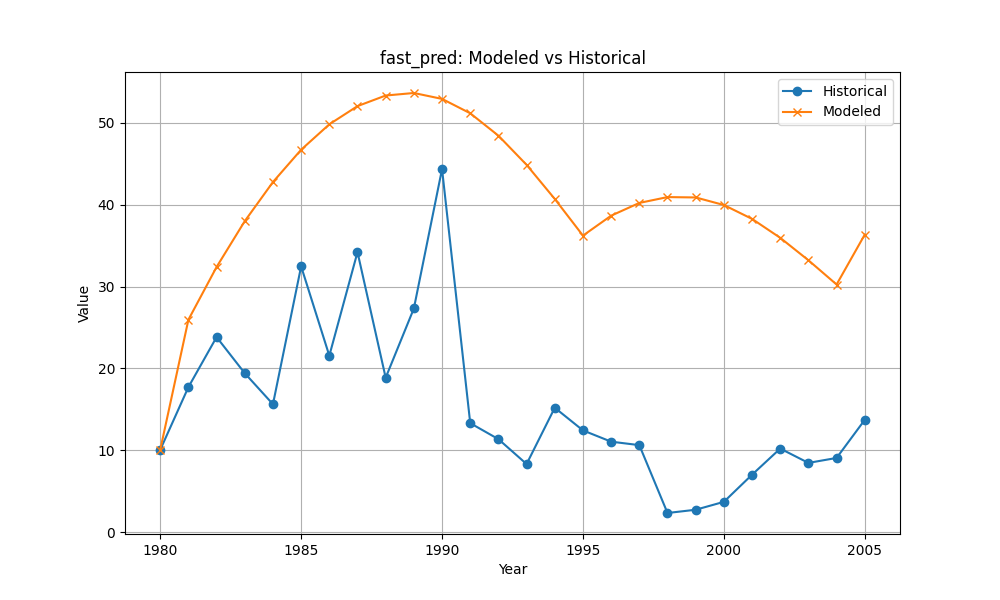 fast_pred: Modeled vs Historical
Historical
Modeled
Value
50
40
30
20
10
0
1980 1985 1990 1995 2000 2005
Year